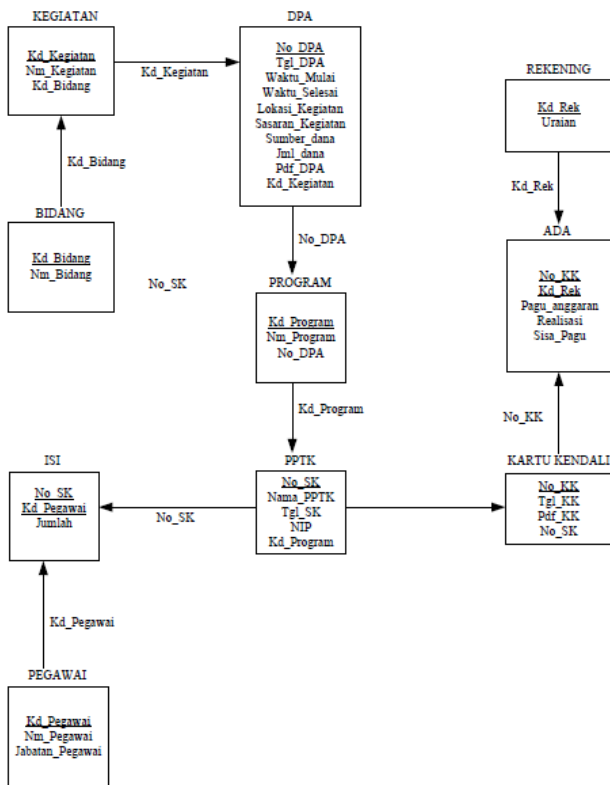 KEGIATAN
Kd_Kegiatan
Nm_Kegiatan
Kd_Bidang
Kd_Kegiatan
DPA
No_DPA
Tgl_DPA
Waktu_Mulai
Waktu_Selesai
Lokasi_Kegiatan
Sasaran_Kegiatan
Sumber_dana
Jml_dana
Pdf_DPA
Kd_Kegiatan
REKENING
Kd_Rek
Uraian
Kd_Rek
Kd_Bidang
BIDANG
Kd_Bidang
Nm_Bidang
No_SK
No_DPA
PROGRAM
Kd_Program
Nm_Program
No_DPA
ADA
No_KK
Kd_Rek
Pagu_anggaran
Realisasi
Sisa_Pagu
Kd_Program
No_KK
ISI
No_SK
Kd_Pegawai
Jumlah
No_SK
PPTK
No_SK
Nama_PPTK
Tgl_SK
NIP
Kd_Program
KARTU KENDALI
No_KK
Tgl_KK
Pdf_KK
No_SK
Kd_Pegawai
PEGAWAI
Kd_Pegawai
Nm_Pegawai
Jabatan_Pegawai